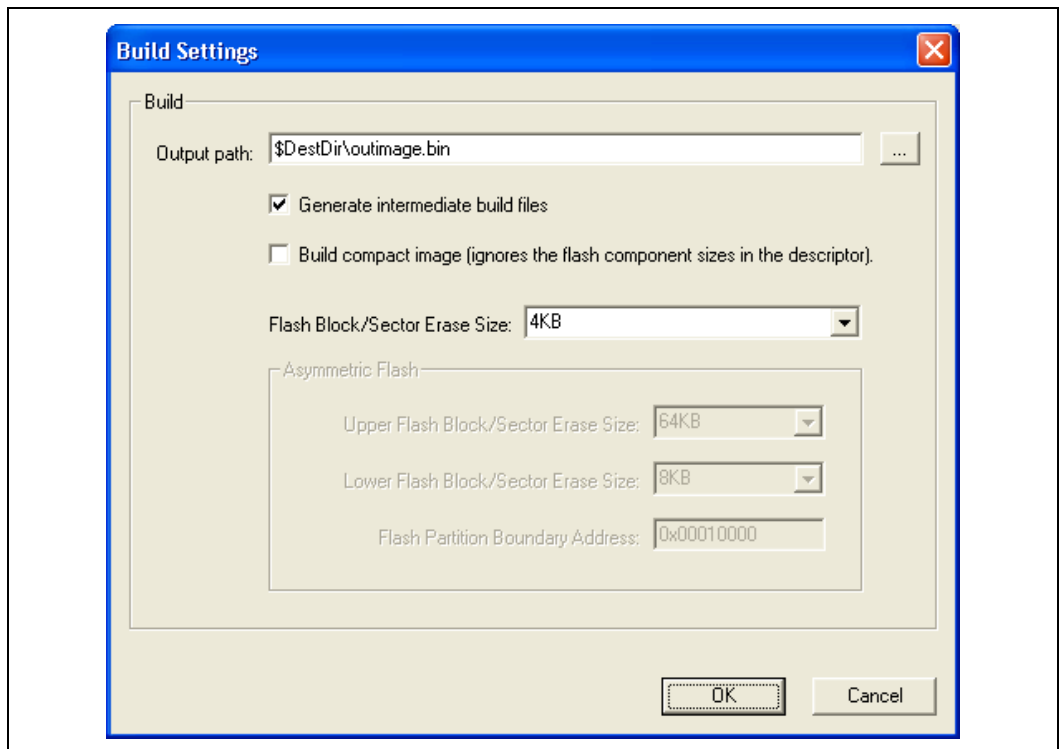 Build Settings
Build
Output path: $DestDir\outimage.bin ...
Generate intermediate build files
Build compact image (ignores the flash component sizes in the descriptor).
Flash Block/Sector Erase Size: 4KB
Asymmetric Flash
Upper Flash Block/Sector Erase Size: 64KB
Lower Flash Block/Sector Erase Size: 8KB
Flash Partition Boundary Address: 0x00010000
OK Cancel